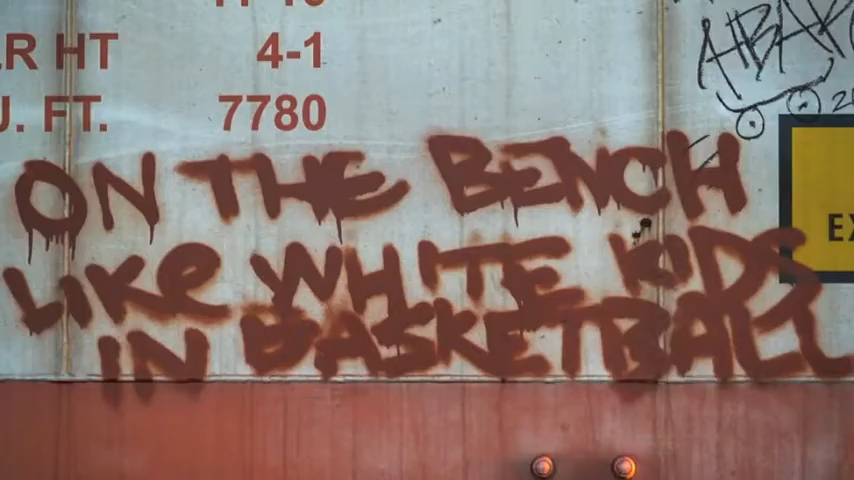 HT 4-1
FT. 7780
ON THE BENCH
LIKE WHITE KIDS
IN BASKETBALL